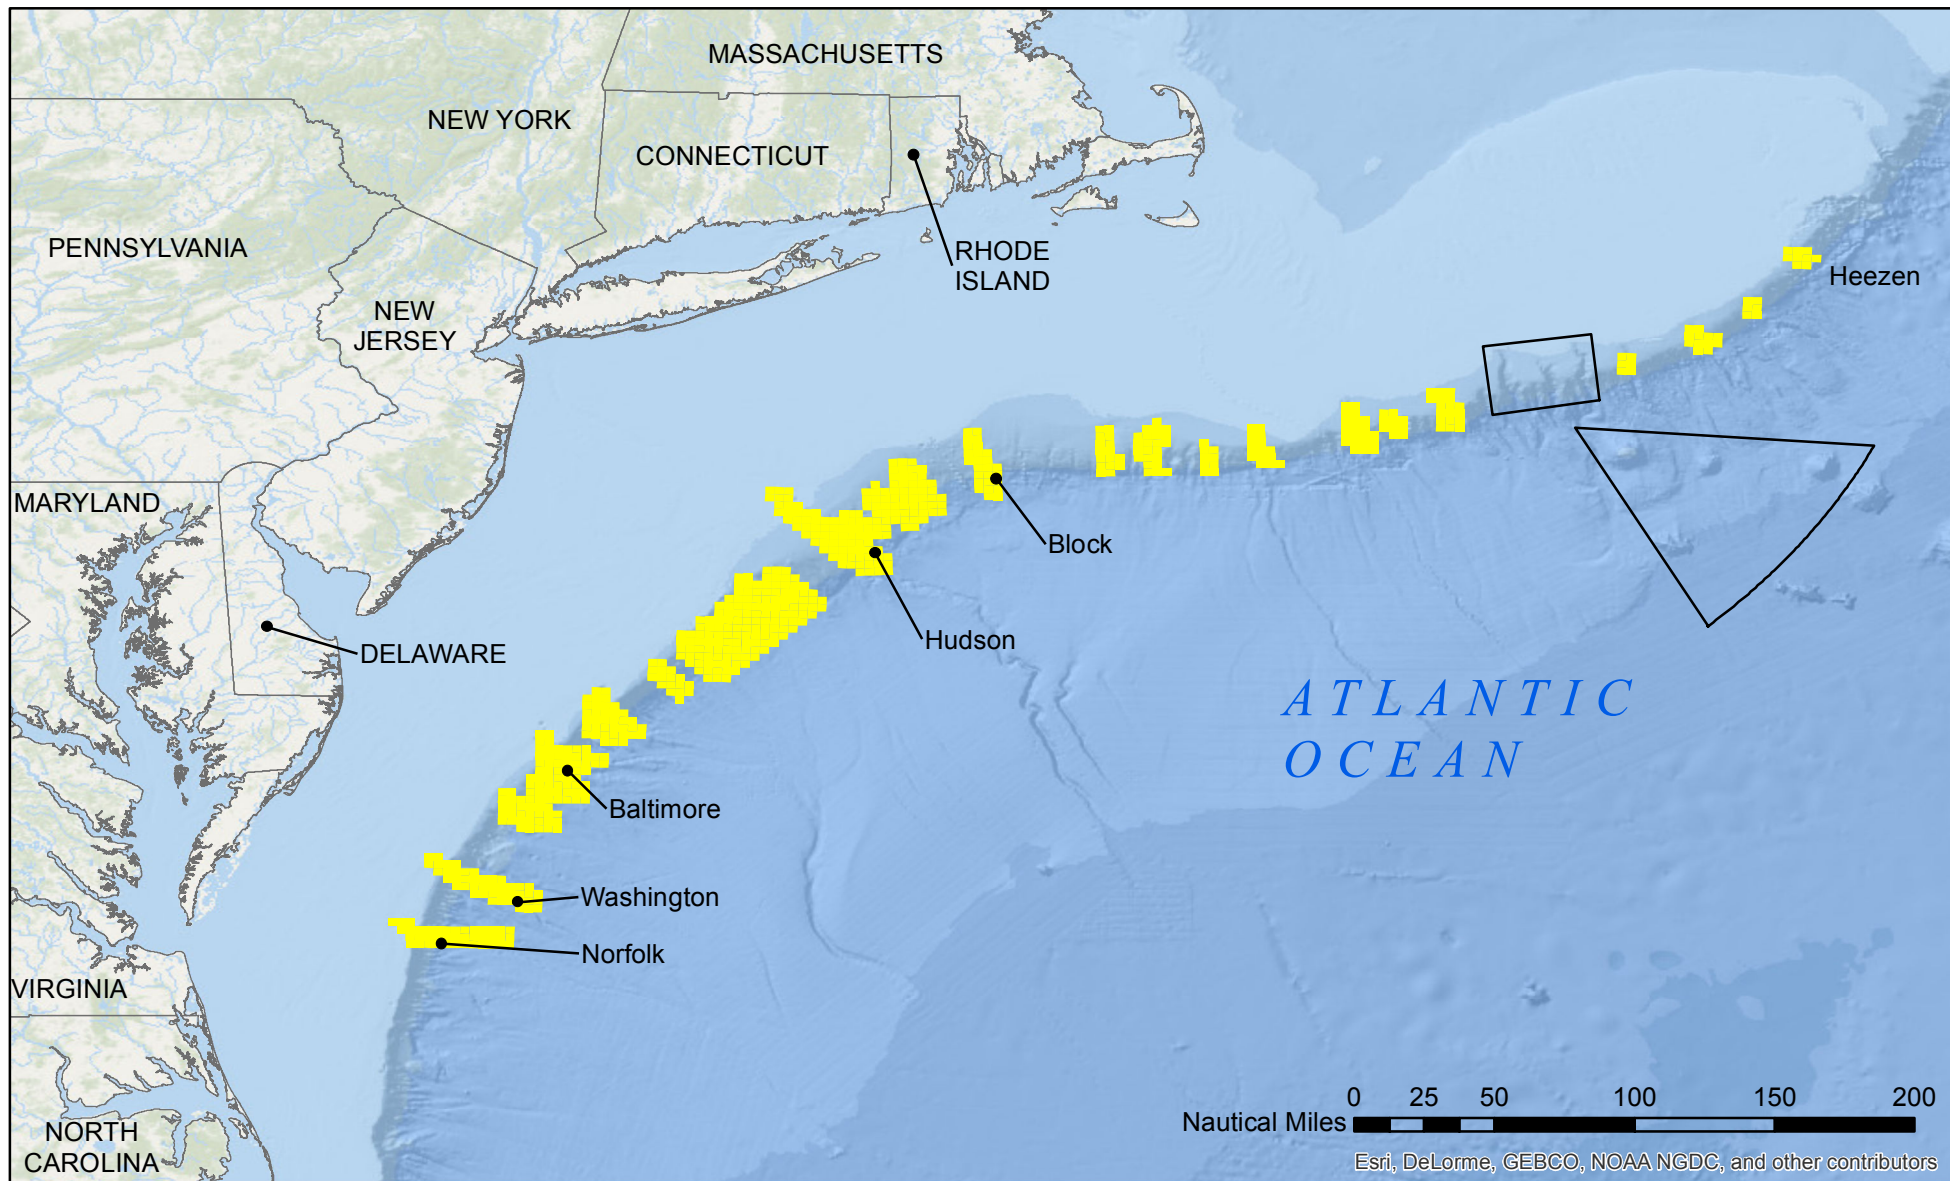 MASSACHUSETTS
NEW YORK
CONNECTICUT
PENNSYLVANIA
RHODE
ISLAND
Heezen
NEW
JERSEY
MARYLAND
Block
Hudson
DELAWARE
ATLANTIC
OCEAN
Baltimore
Washington
Norfolk
VIRGINIA
0 25 50 100 150 200
Nautical Miles
NORTH
CAROLINA
Esri, DeLorme, GEBCO, NOAA NGDC, and other contributors